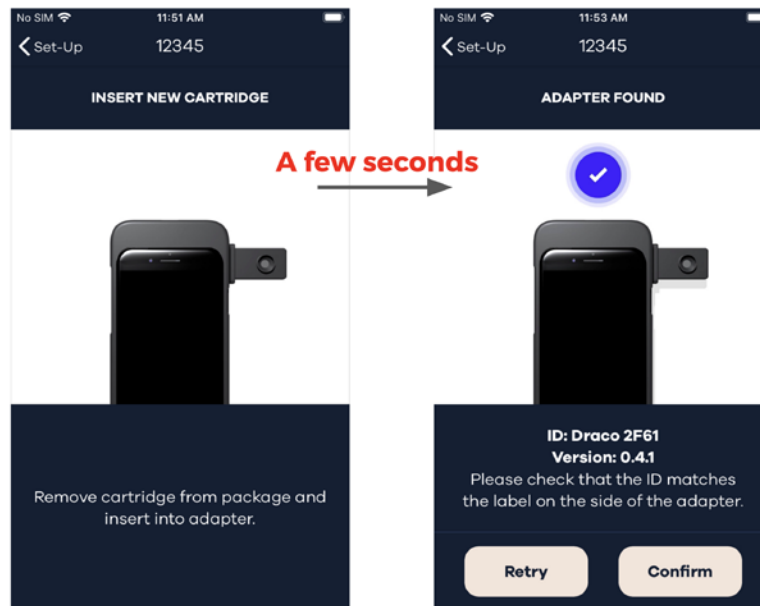 No SIM 11:51 AM
Set-Up 12345
INSERT NEW CARTRIDGE
Remove cartridge from package and
insert into adapter.
A few seconds
No SIM 11:53 AM
Set-Up 12345
ADAPTER FOUND
ID: Draco 2F61
Version: 0.4.1
Please check that the ID matches
the label on the side of the adapter.
Retry Confirm